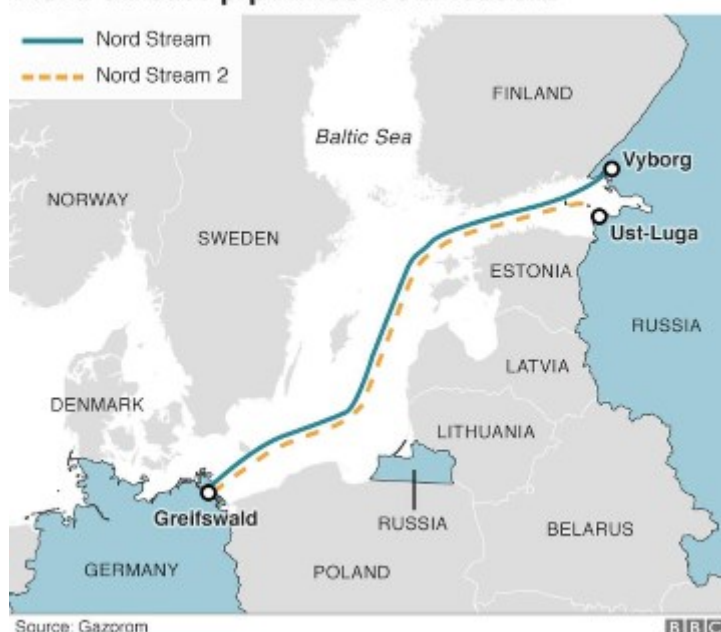 Nord Stream
Nord Stream 2
FINLAND
Baltic Sea
Vyborg
NORWAY
SWEDEN
Ust-Luga
ESTONIA
RUSSIA
LATVIA
DENMARK
LITHUANIA
Greifswald
RUSSIA
BELARUS
GERMANY
POLAND
Source: Gazprom
BBC